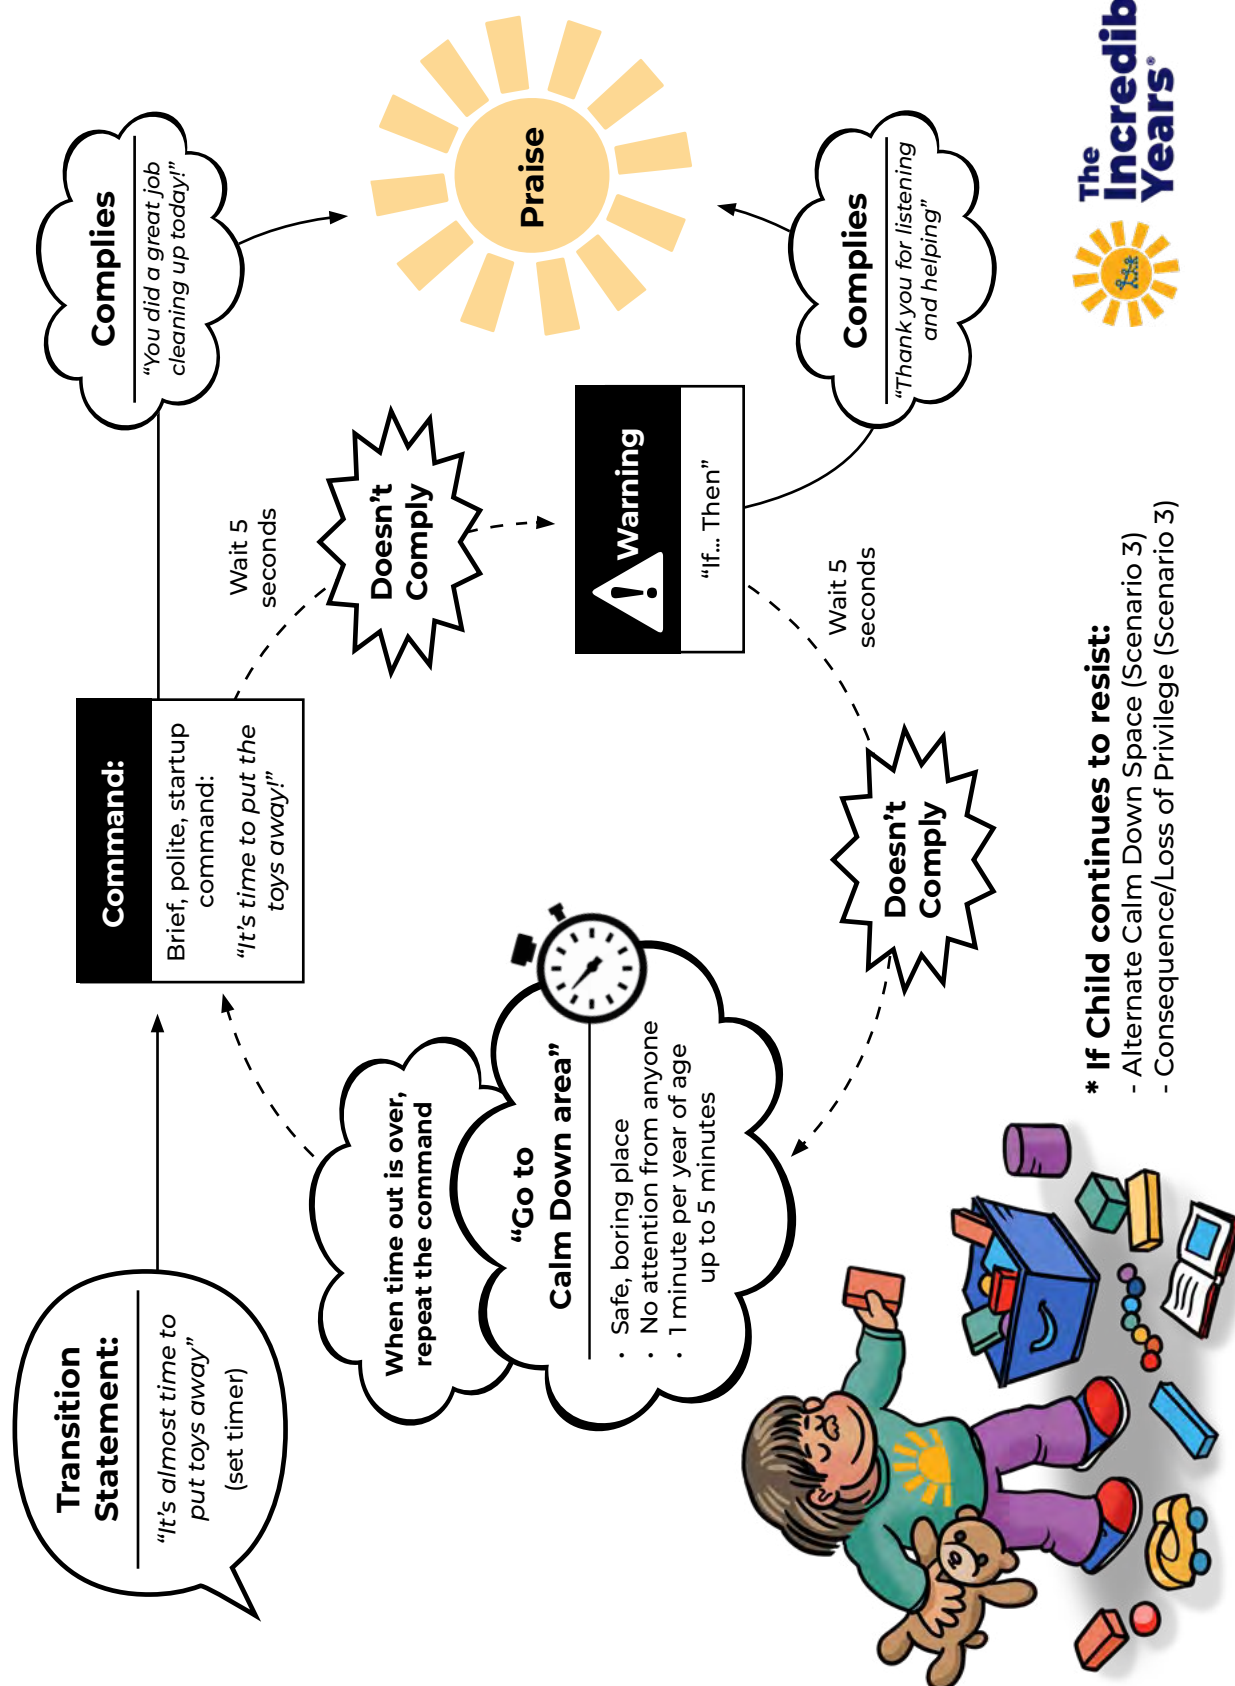 Transition
Statement:
“It’s almost time to
put toys away”
(set timer)
Command:
Brief, polite, startup
command:
“It’s time to put the
toys away!”
Complies
“You did a great job
cleaning up today!”
Wait 5
seconds
Doesn’t
Comply
Praise
Warning
“If... Then”
Complies
“Thank you for listening
and helping”
Wait 5
seconds
Doesn’t
Comply
“Go to
Calm Down area”
· Safe, boring place
· No attention from anyone
· 1 minute per year of age
up to 5 minutes
When time out is over,
repeat the command
* If Child continues to resist:
- Alternate Calm Down Space (Scenario 3)
- Consequence/Loss of Privilege (Scenario 3)
The
Incredib
Years®